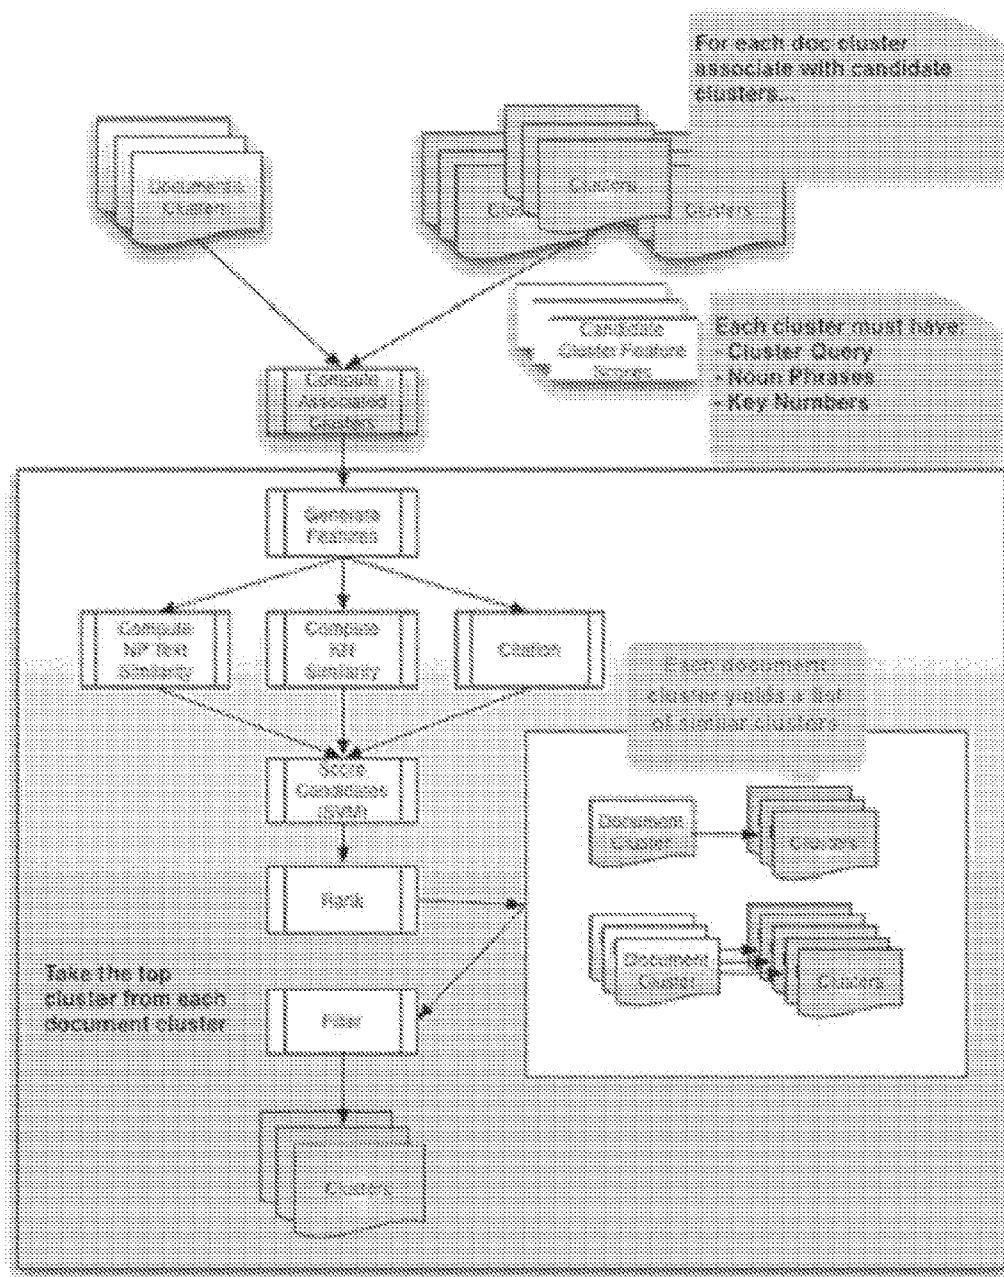 For each doc cluster
associate with candidate
clusters...
Documents
Clusters
Clusters
Clusters
Clusters
Candidate
Cluster Feature
Scores
Each cluster must have:
- Cluster Query
- Noun Phrases
- Key Numbers
Compute
Associated
Clusters
Generate
Features
Compute
NP Text
Similarity
Compute
KN
Similarity
Citation
Each document
cluster yields a list
of similar clusters
Score
Candidates
(SVM)
Document
Cluster
Clusters
Rank
Document
Cluster
Clusters
Take the top
cluster from each
document cluster
Filter
Clusters